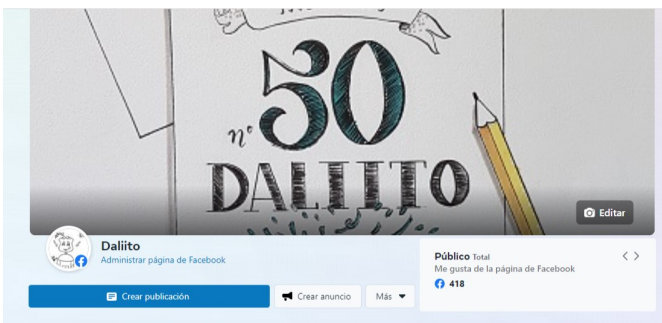 nº 50
DALIITO
Editar
Daliito
Administrar página de Facebook
Crear publicación
Crear anuncio
Más
Público Total
Me gusta de la página de Facebook
418